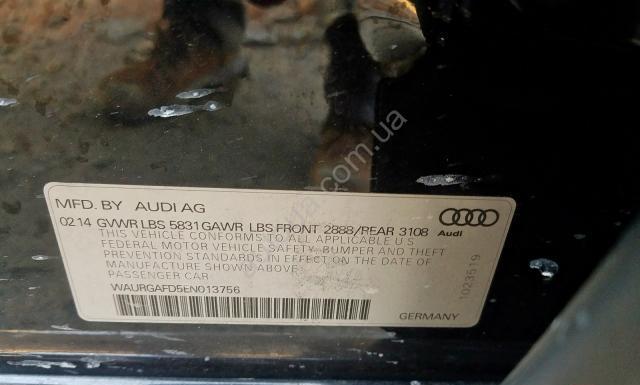 MFD. BY AUDI AG
02.14 GVWR LBS 5831 GAWR LBS FRONT 2888/REAR 3108
Audi
THIS VEHICLE CONFORMS TO ALL APPLICABLE U S
FEDERAL MOTOR VEHICLE SAFETY, BUMPER AND THEFT
PREVENTION STANDARDS IN EFFECT ON THE DATE OF
MANUFACTURE SHOWN ABOVE.
PASSENGER CAR
WAURGAFD5EN013756
GERMANY
1023519
.com.ua